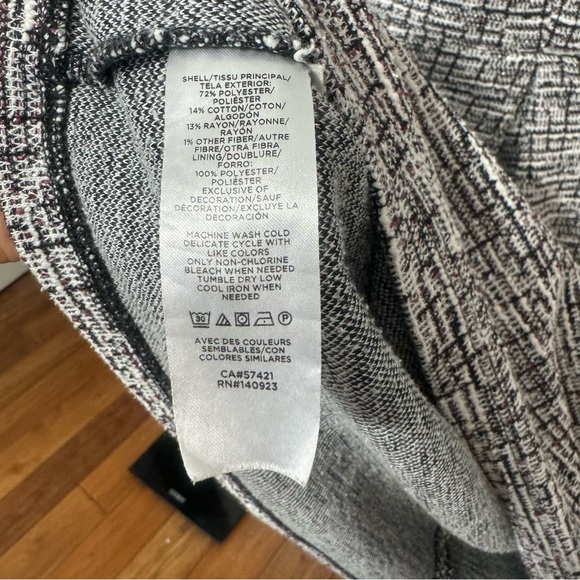 SHELL/TISSU PRINCIPAL/
TELA EXTERIOR:
72% POLYESTER/
POLIÉSTER
14% COTTON/COTON/
ALGODÓN
13% RAYON/RAYONNE/
RAYÓN
1% OTHER FIBER/AUTRE
FIBRE/OTRA FIBRA
LINING/DOUBLURE/
FORRO:
100% POLYESTER/
POLIÉSTER
EXCLUSIVE OF
DECORATION/SAUF
DÉCORATION/EXCLUYE LA
DECORACIÓN
MACHINE WASH COLD
DELICATE CYCLE WITH
LIKE COLORS
ONLY NON-CHLORINE
BLEACH WHEN NEEDED
TUMBLE DRY LOW
COOL IRON WHEN
NEEDED
30 P
AVEC DES COULEURS
SEMBLABLES/CON
COLORES SIMILARES
CA#57421
RN#140923